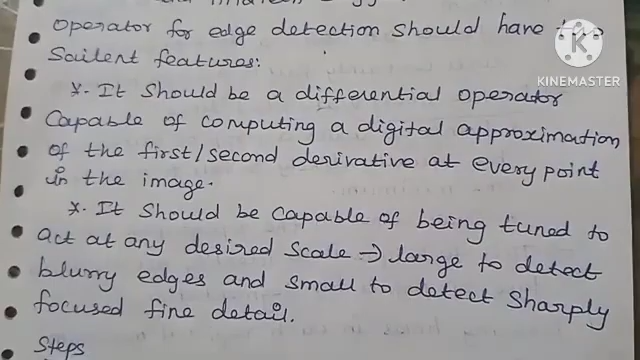 operator for edge detection should have two
Scilent features:
*. It should be a differential operator
Capable of computing a digital approximation
of the first/second derivative at every point
in the image.
*. It should be capable of being tuned to
act at any desired scale → large to detect
blurry edges and small to detect sharply
focused fine detail.
Steps
KINEMASTER